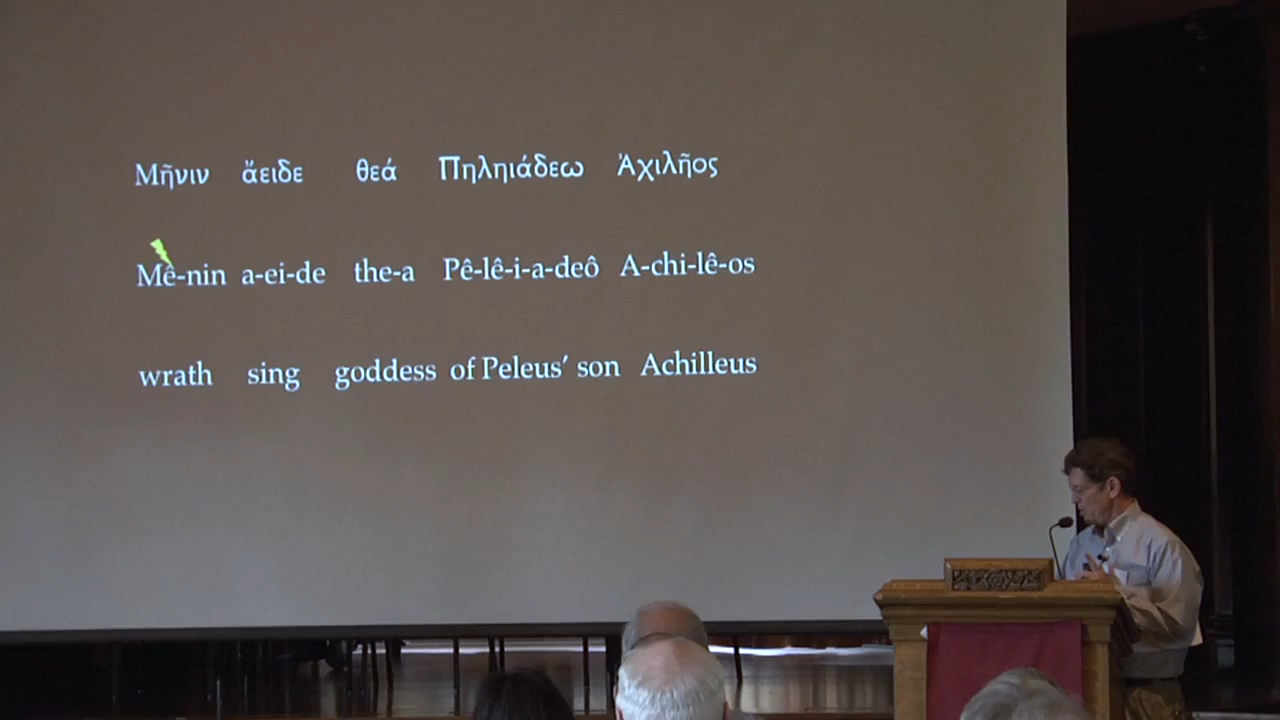 Μῆνιν ἄειδε θεά Πηληιάδεω Ἀχιλῆος
Mê-nin a-ei-de the-a Pê-lê-i-a-deô A-chi-lê-os
wrath sing goddess of Peleus’ son Achilleus